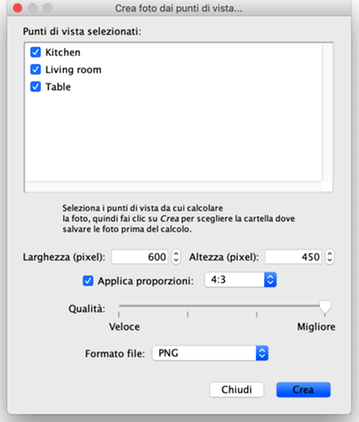 Crea foto dai punti di vista...
Punti di vista selezionati:
Kitchen
Living room
Table
Seleziona i punti di vista da cui calcolare
la foto, quindi fai clic su Crea per scegliere la cartella dove
salvare le foto prima del calcolo.
Larghezza (pixel): 600 Altezza (pixel): 450
Applica proporzioni: 4:3
Qualità:
Veloce Migliore
Formato file: PNG
Chiudi Crea